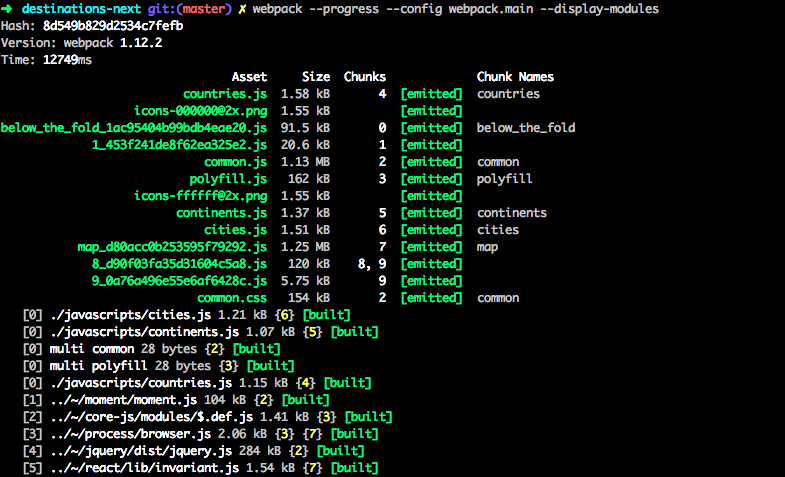 ➜ destinations-next git:(master) ✗ webpack --progress --config webpack.main --display-modules
Hash: 8d549b829d2534c7fefb
Version: webpack 1.12.2
Time: 12749ms
Asset Size Chunks Chunk Names
countries.js 1.58 kB 4 [emitted] countries
icons-000000@2x.png 1.55 kB [emitted]
below_the_fold_1ac95404b99bdb4eae20.js 91.5 kB 0 [emitted] below_the_fold
1_453f241de8f62ea325e2.js 20.6 kB 1 [emitted]
common.js 1.13 MB 2 [emitted] common
polyfill.js 162 kB 3 [emitted] polyfill
icons-ffffff@2x.png 1.55 kB [emitted]
continents.js 1.37 kB 5 [emitted] continents
cities.js 1.51 kB 6 [emitted] cities
map_d80acc0b253595f79292.js 1.25 MB 7 [emitted] map
8_d90f03fa35d31604c5a8.js 120 kB 8, 9 [emitted]
9_0a76a496e55e6af6428c.js 5.75 kB 9 [emitted]
common.css 154 kB 2 [emitted] common
[0] ./javascripts/cities.js 1.21 kB {6} [built]
[0] ./javascripts/continents.js 1.07 kB {5} [built]
[0] multi common 28 bytes {2} [built]
[0] multi polyfill 28 bytes {3} [built]
[0] ./javascripts/countries.js 1.15 kB {4} [built]
[1] ../~/moment/moment.js 104 kB {2} [built]
[2] ../~/core-js/modules/$.def.js 1.41 kB {3} [built]
[3] ../~/process/browser.js 2.06 kB {3} {7} [built]
[4] ../~/jquery/dist/jquery.js 284 kB {2} [built]
[5] ../~/react/lib/invariant.js 1.54 kB {7} [built]